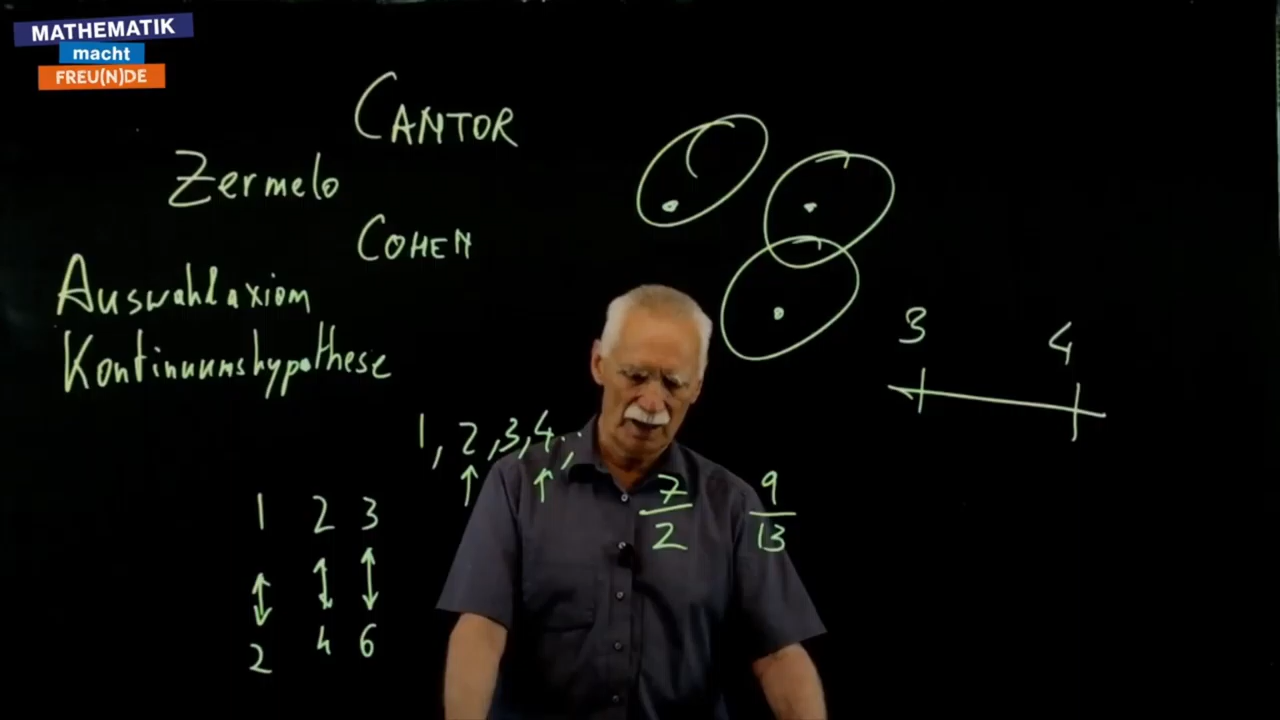 MATHEMATIK
macht
FREU(N)DE
CANTOR
Zermelo
COHEN
Auswahlaxiom
Kontinuumshypothese
3 4
1, 2, 3, 4, ..
↑ ↑
7/2 9/13
1 2 3
↕ ↕ ↕
2 4 6